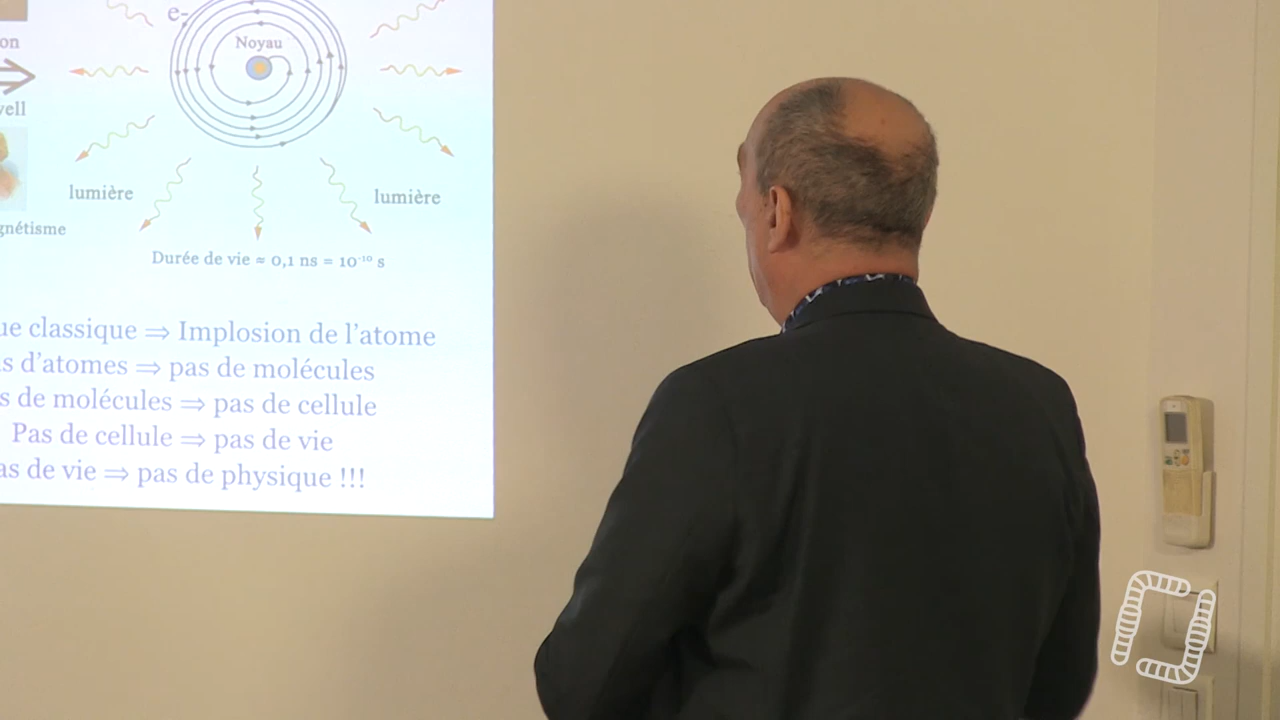 e-
on
Noyau
well
lumière
lumière
gnétisme
Durée de vie ≈ 0,1 ns = 10⁻¹⁰ s
ue classique ⇒ Implosion de l'atome
s d'atomes ⇒ pas de molécules
s de molécules ⇒ pas de cellule
Pas de cellule ⇒ pas de vie
as de vie ⇒ pas de physique !!!